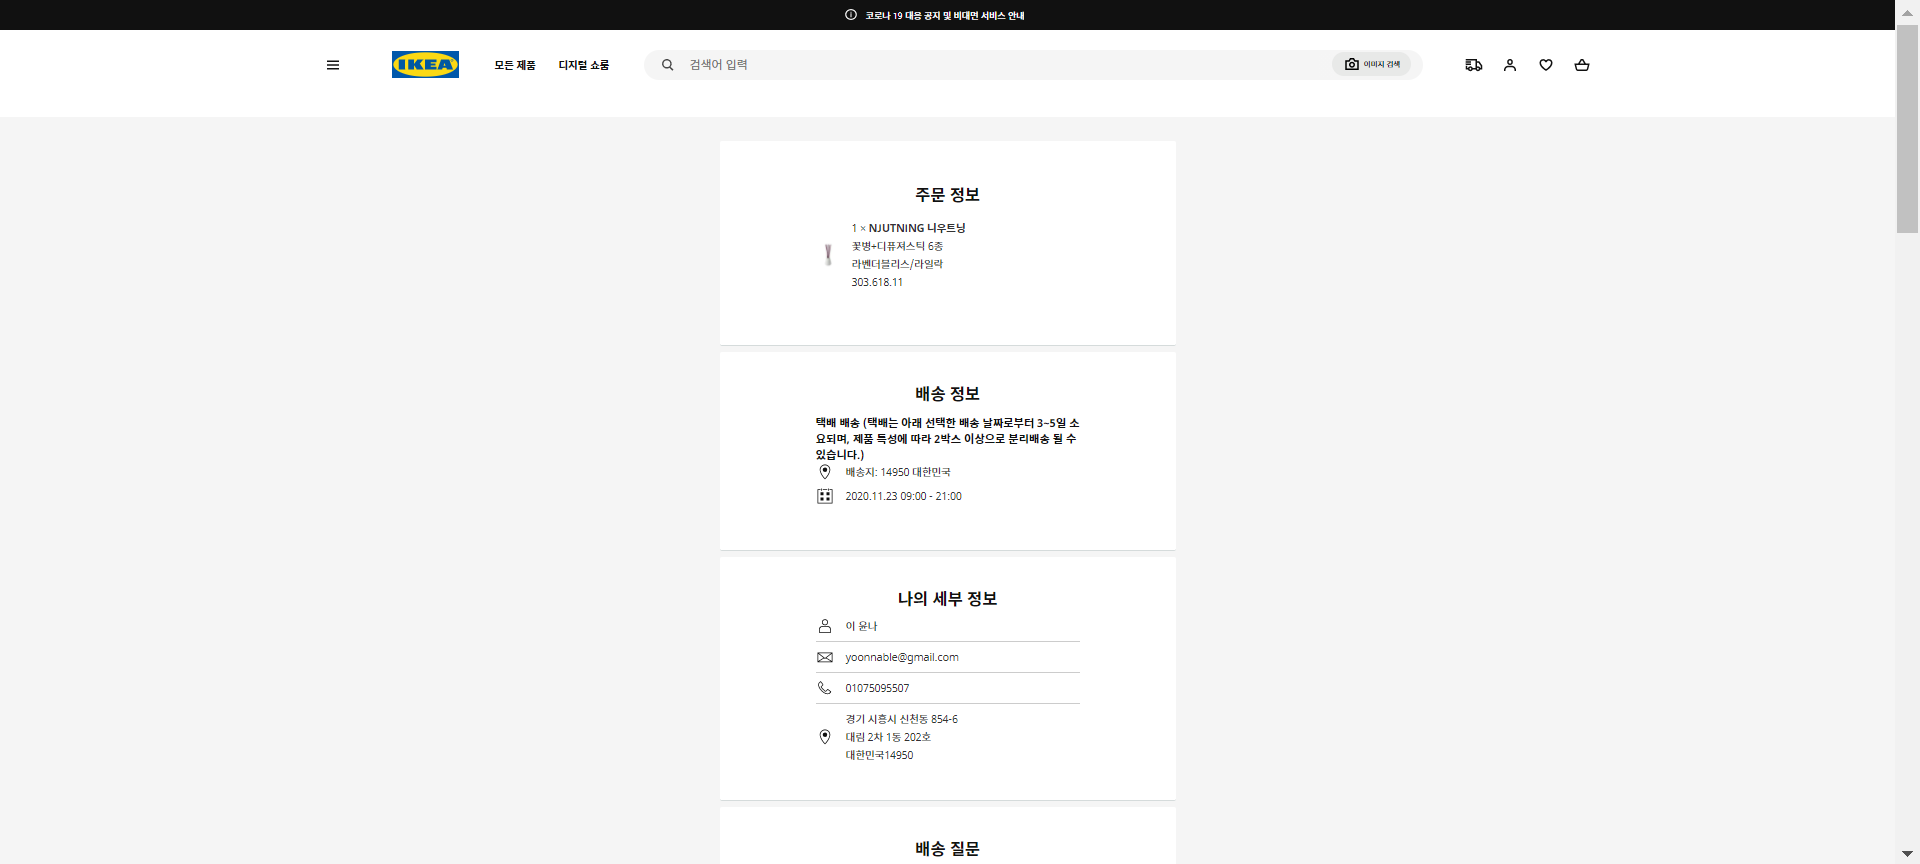 코로나 19 대응 공지 및 비대면 서비스 안내
IKEA
모든 제품
디지털 쇼룸
검색어 입력
이미지 검색
주문 정보
1 × NJUTNING 니우트닝
꽃병+디퓨저스틱 6종
라벤더블리스/라일락
303.618.11
배송 정보
택배 배송 (택배는 아래 선택한 배송 날짜로부터 3~5일 소
요되며, 제품 특성에 따라 2박스 이상으로 분리배송 될 수
있습니다.)
배송지: 14950 대한민국
2020.11.23 09:00 - 21:00
나의 세부 정보
이 윤나
yoonnable@gmail.com
01075095507
경기 시흥시 신천동 854-6
대림 2차 1동 202호
대한민국14950
배송 질문